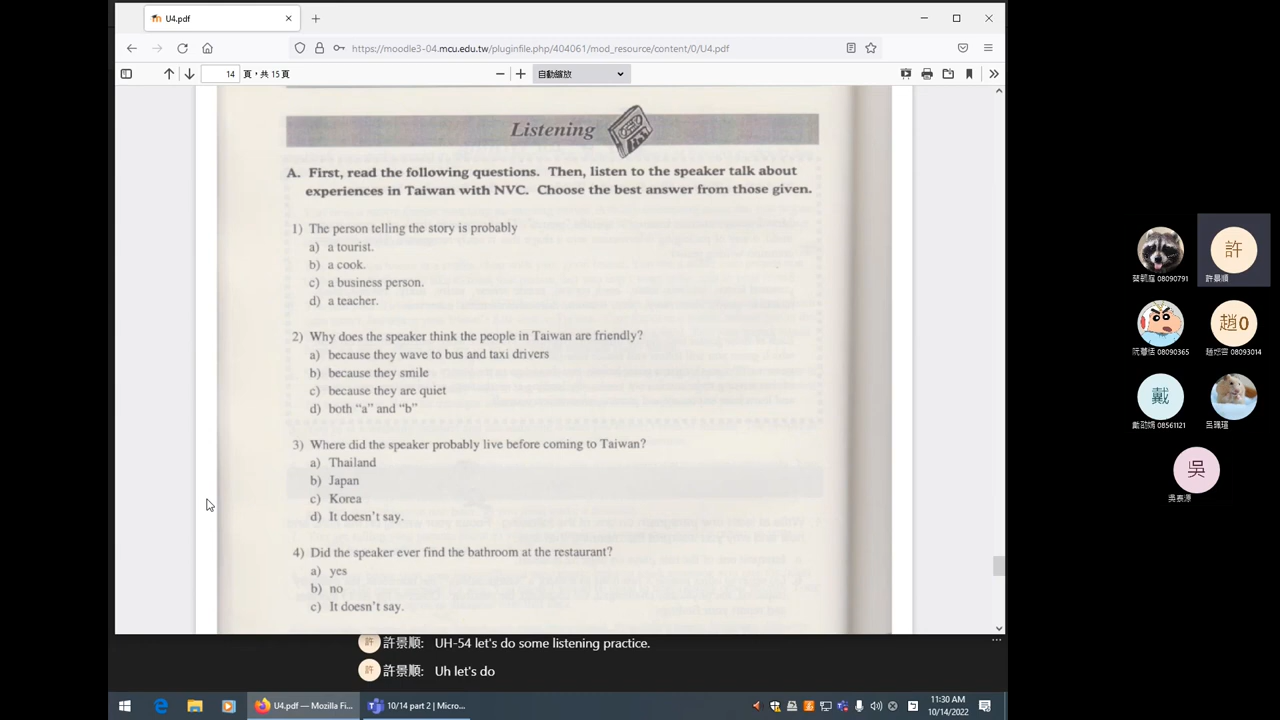 U4.pdf
https://moodle3-04.mcu.edu.tw/pluginfile.php/404061/mod_resource/content/0/U4.pdf
14 頁，共 15 頁
自動縮放
Listening
A. First, read the following questions. Then, listen to the speaker talk about
experiences in Taiwan with NVC. Choose the best answer from those given.
1) The person telling the story is probably
a) a tourist.
b) a cook.
c) a business person.
d) a teacher.
2) Why does the speaker think the people in Taiwan are friendly?
a) because they wave to bus and taxi drivers
b) because they smile
c) because they are quiet
d) both “a” and “b”
3) Where did the speaker probably live before coming to Taiwan?
a) Thailand
b) Japan
c) Korea
d) It doesn’t say.
4) Did the speaker ever find the bathroom at the restaurant?
a) yes
b) no
c) It doesn’t say.
許 許景順: UH-54 let's do some listening practice.
許 許景順: Uh let's do
U4.pdf — Mozilla Fi...
10/14 part 2 | Micro...
11:30 AM
10/14/2022
08090791
許
許景順
08090365
趙0
08093014
戴
08561121
吳